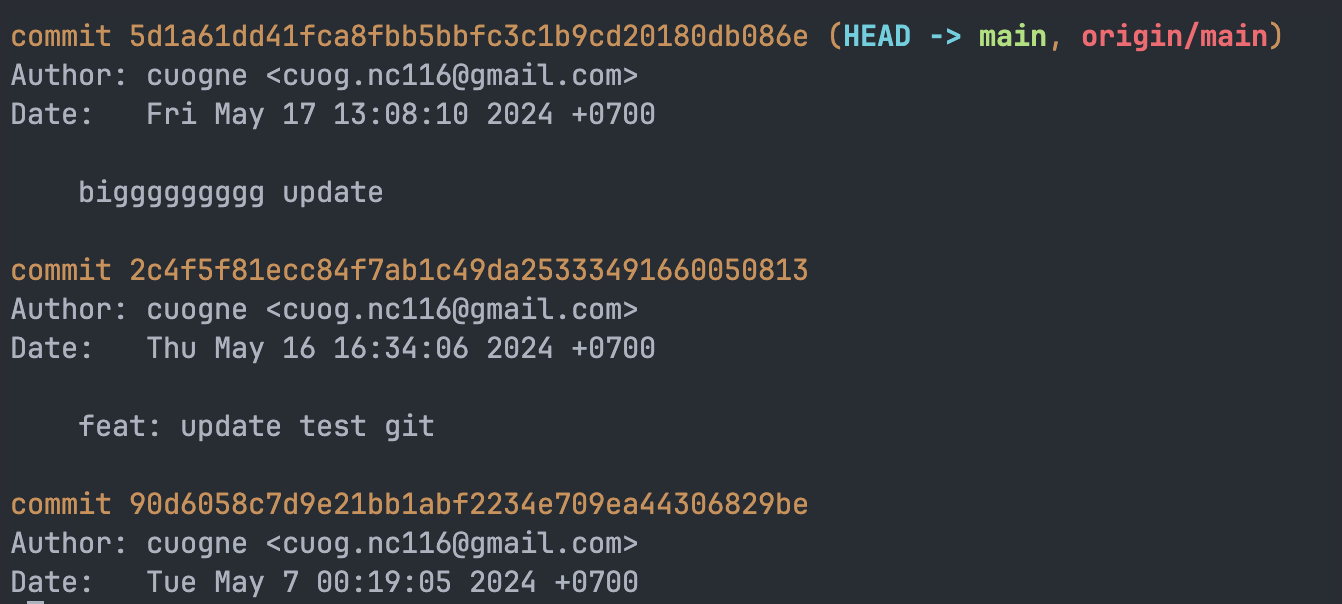 commit 5d1a61dd41fca8fbb5bbfc3c1b9cd20180db086e (HEAD -> main, origin/main)
Author: cuogne <cuog.nc116@gmail.com>
Date:   Fri May 17 13:08:10 2024 +0700
    biggggggggg update
commit 2c4f5f81ecc84f7ab1c49da25333491660050813
Author: cuogne <cuog.nc116@gmail.com>
Date:   Thu May 16 16:34:06 2024 +0700
    feat: update test git
commit 90d6058c7d9e21bb1abf2234e709ea44306829be
Author: cuogne <cuog.nc116@gmail.com>
Date:   Tue May 7 00:19:05 2024 +0700